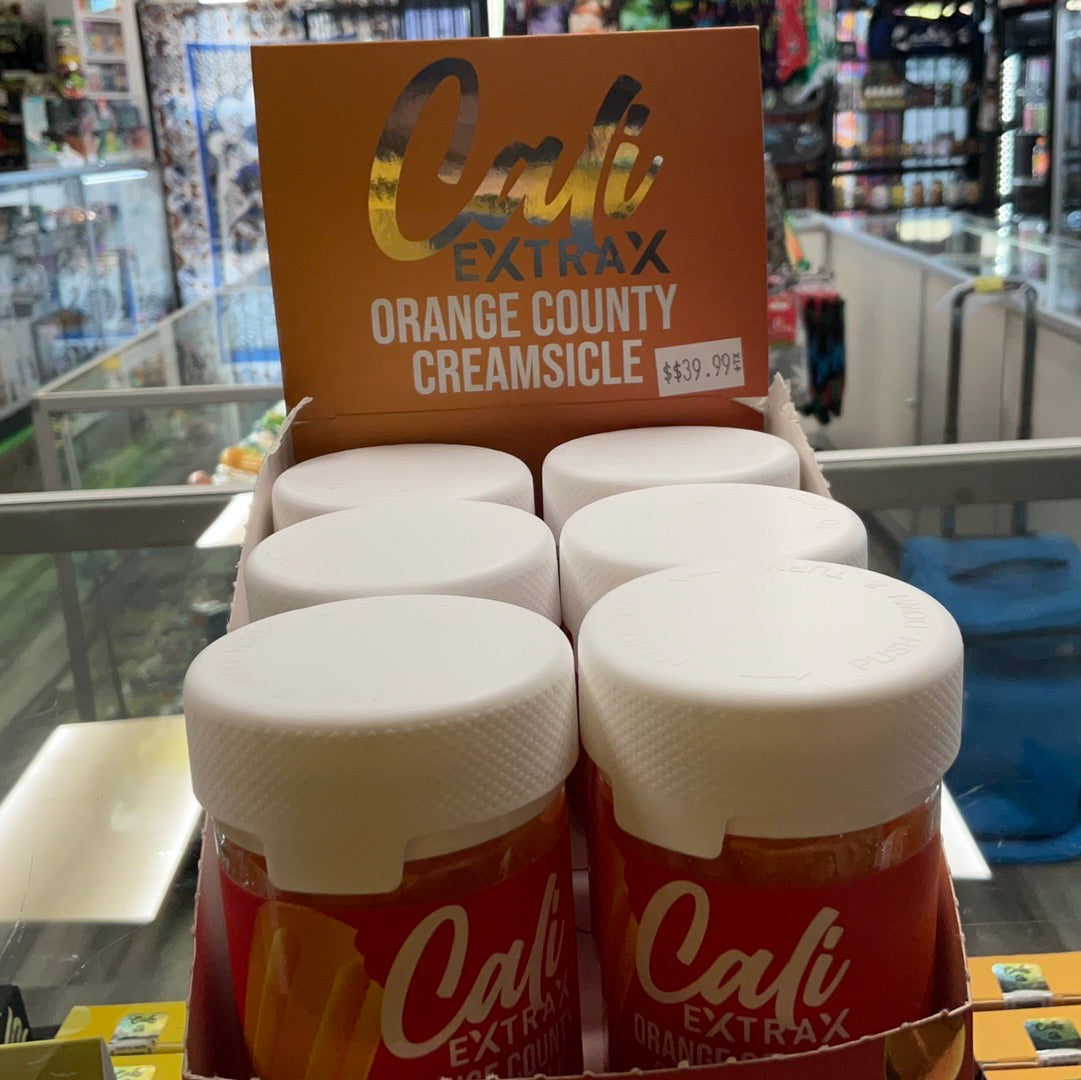 Cali
EXTRAX
ORANGE COUNTY
CREAMSICLE
$$39.99
PUSH DOWN & TURN
Cali
EXTRAX
Cali
EXTRAX